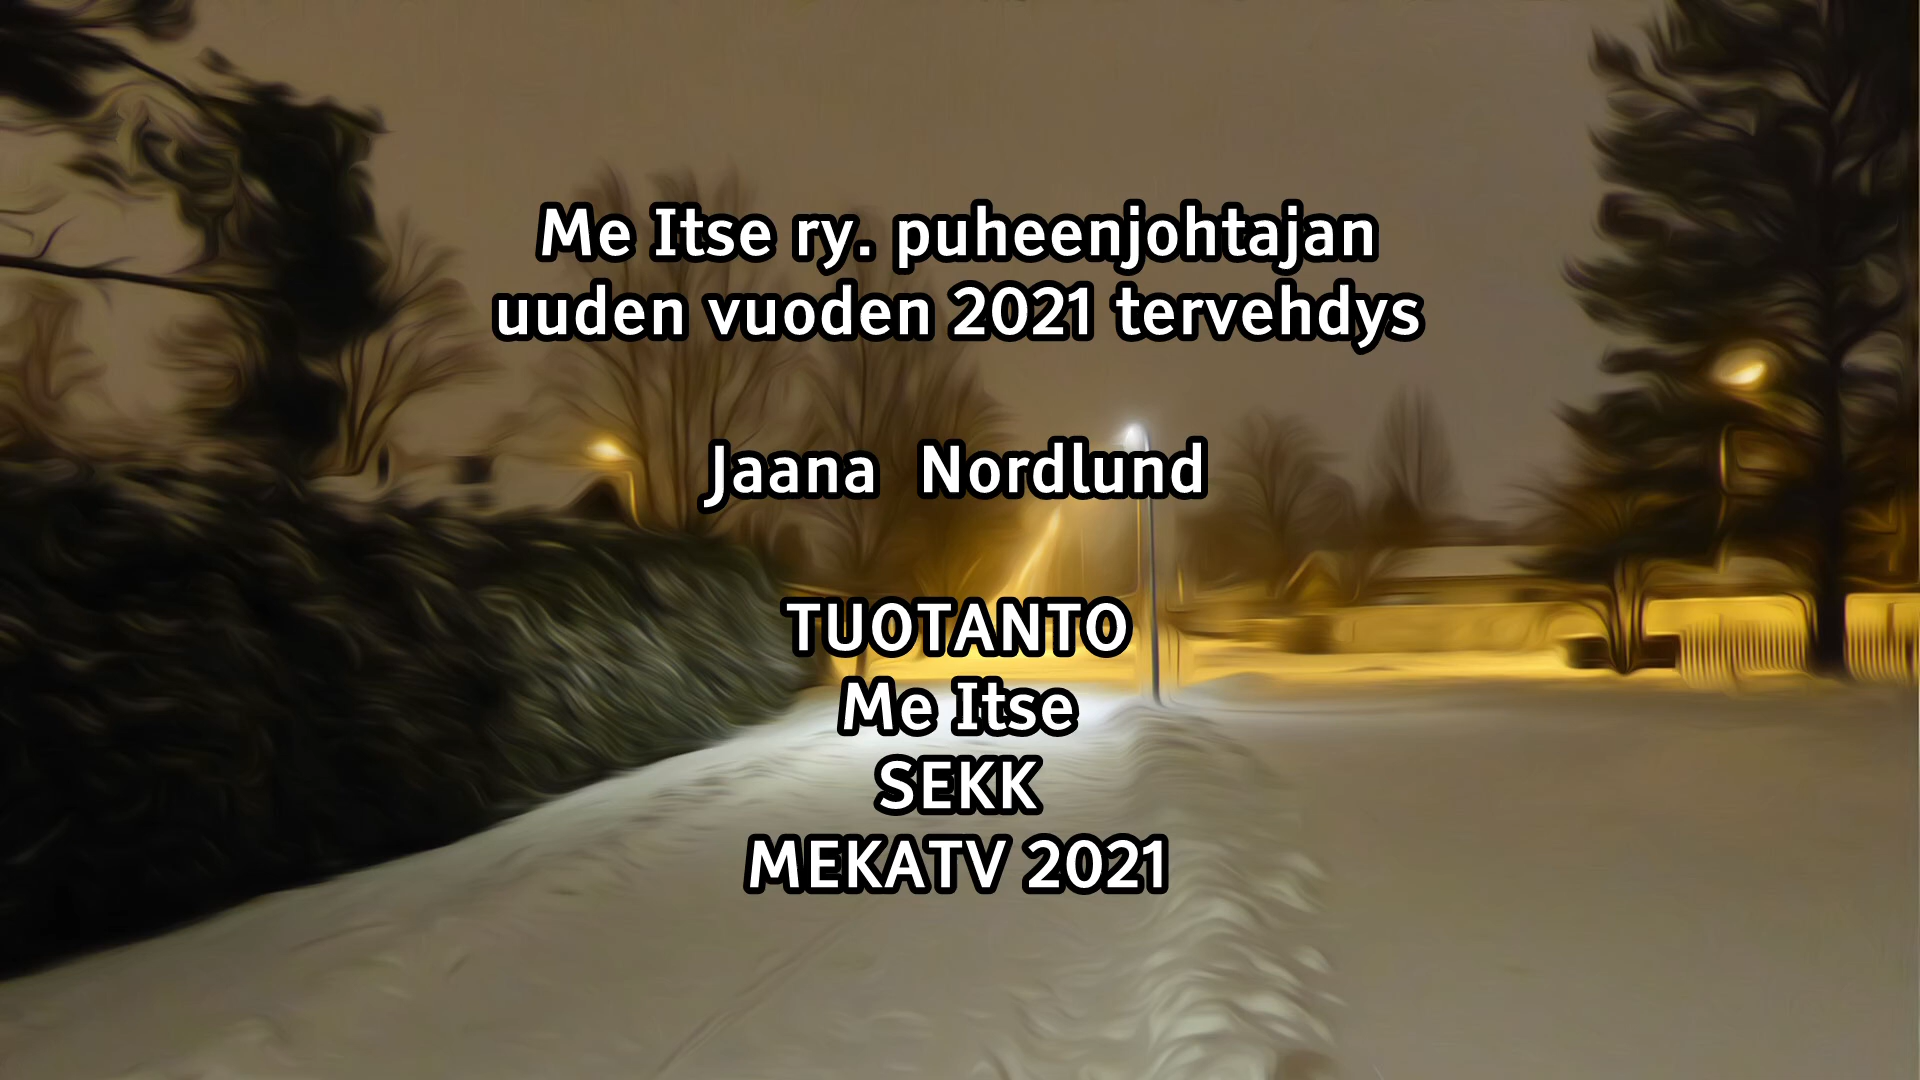 Me Itse ry. puheenjohtajan
uuden vuoden 2021 tervehdys
Jaana Nordlund
TUOTANTO
Me Itse
SEKK
MEKATV 2021